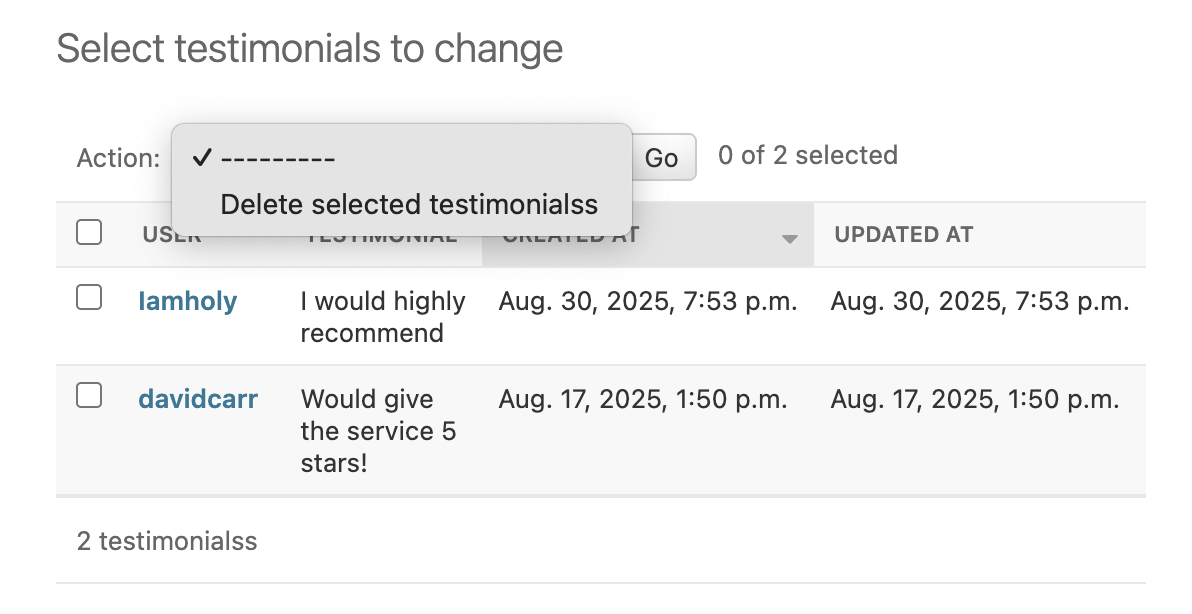 Select testimonials to change
Action:
✓ ---------
Delete selected testimonialss
Go
0 of 2 selected
USER TESTIMONIAL CREATED AT UPDATED AT
Iamholy I would highly Aug. 30, 2025, 7:53 p.m. Aug. 30, 2025, 7:53 p.m.
recommend
davidcarr Would give Aug. 17, 2025, 1:50 p.m. Aug. 17, 2025, 1:50 p.m.
the service 5
stars!
2 testimonialss